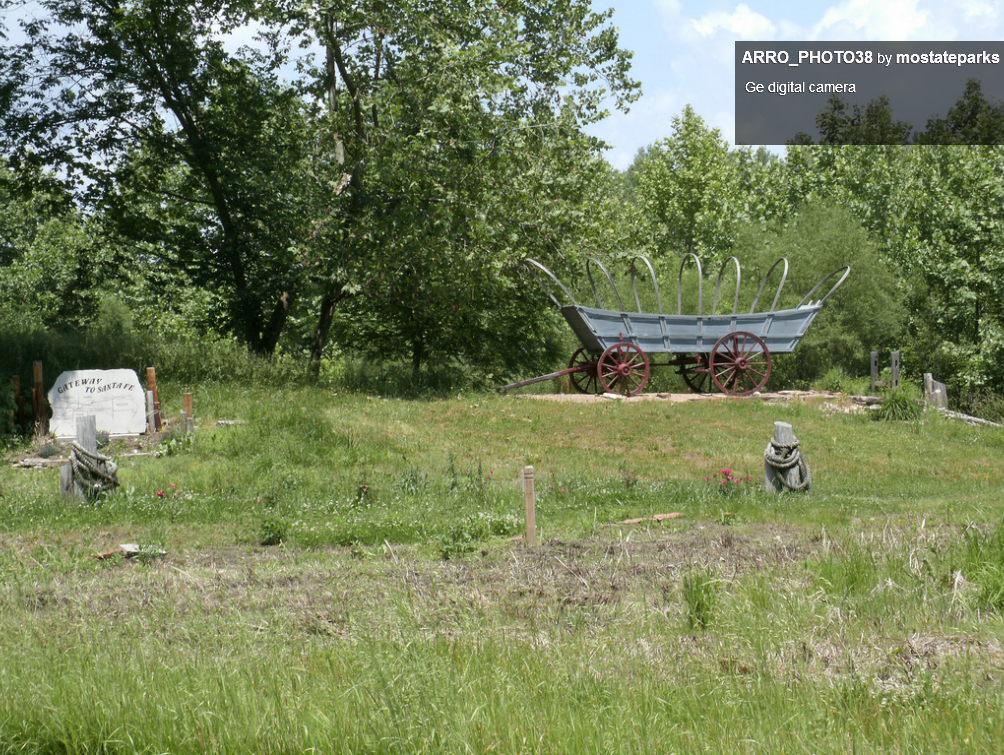 ARRO_PHOTO38 by mostateparks
Ge digital camera
GATEWAY
TO SANTA FE